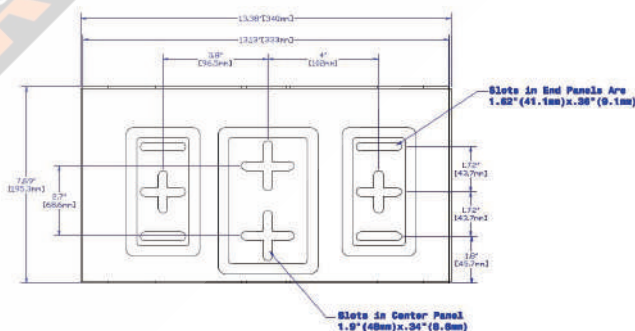 13.38"[340mm]
13.13"[333mm]
3.8"
[96.5mm]
4"
[102mm]
Slots in End Panels Are
1.62"(41.1mm)x.36"(9.1mm)
7.69"
[195.3mm]
2.7"
[68.6mm]
1.72"
[43.7mm]
1.72"
[43.7mm]
1.8"
[45.7mm]
Slots in Center Panel
1.9"(48mm)x.34"(8.6mm)